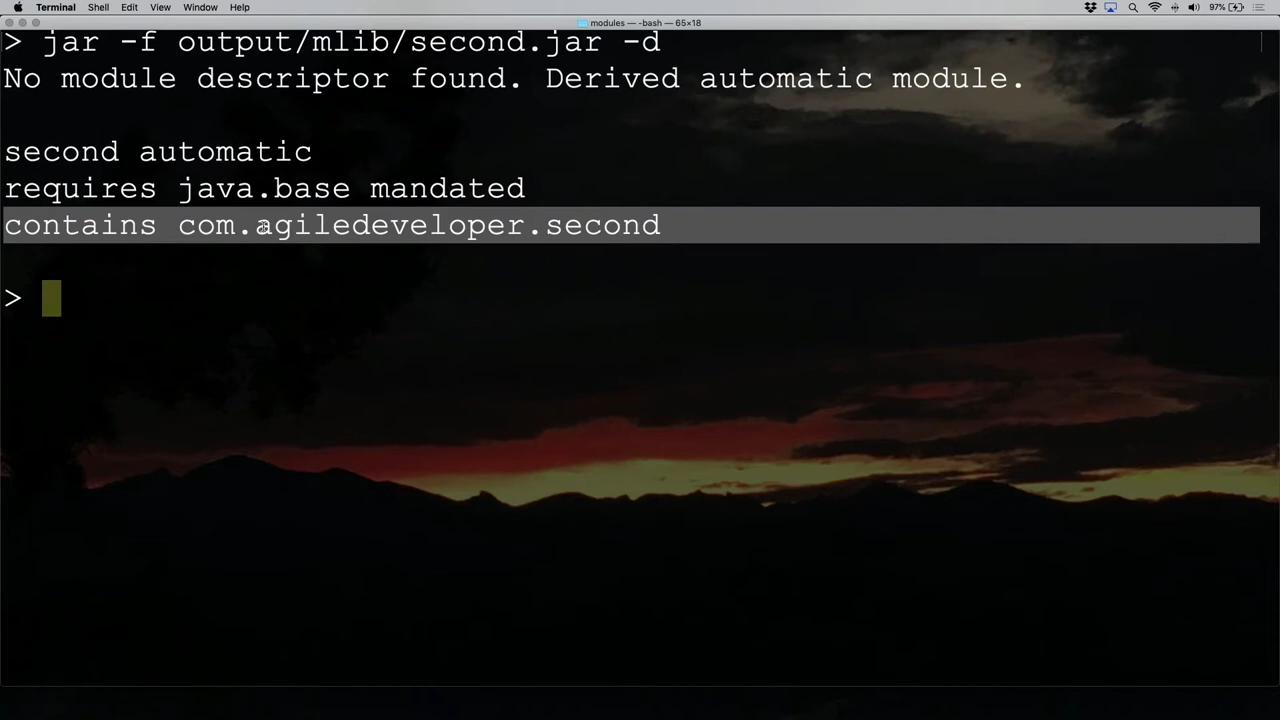 Terminal Shell Edit View Window Help 97%
modules — -bash — 65×18
> jar -f output/mlib/second.jar -d
No module descriptor found. Derived automatic module.
second automatic
requires java.base mandated
contains com.agiledeveloper.second
>